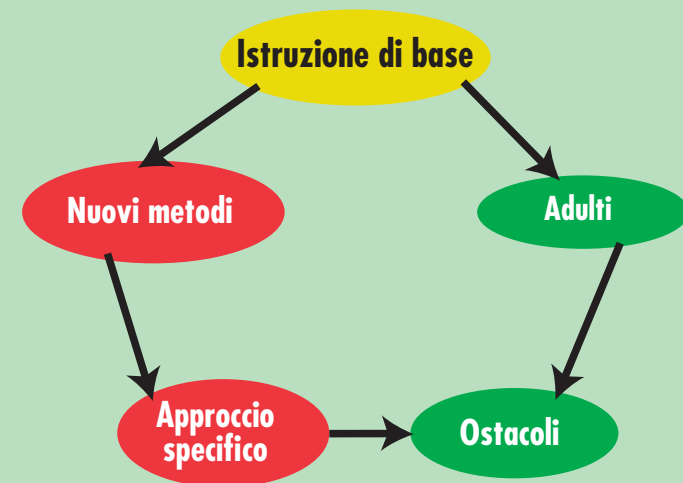 Istruzione di base
Nuovi metodi
Adulti
Approccio
specifico
Ostacoli